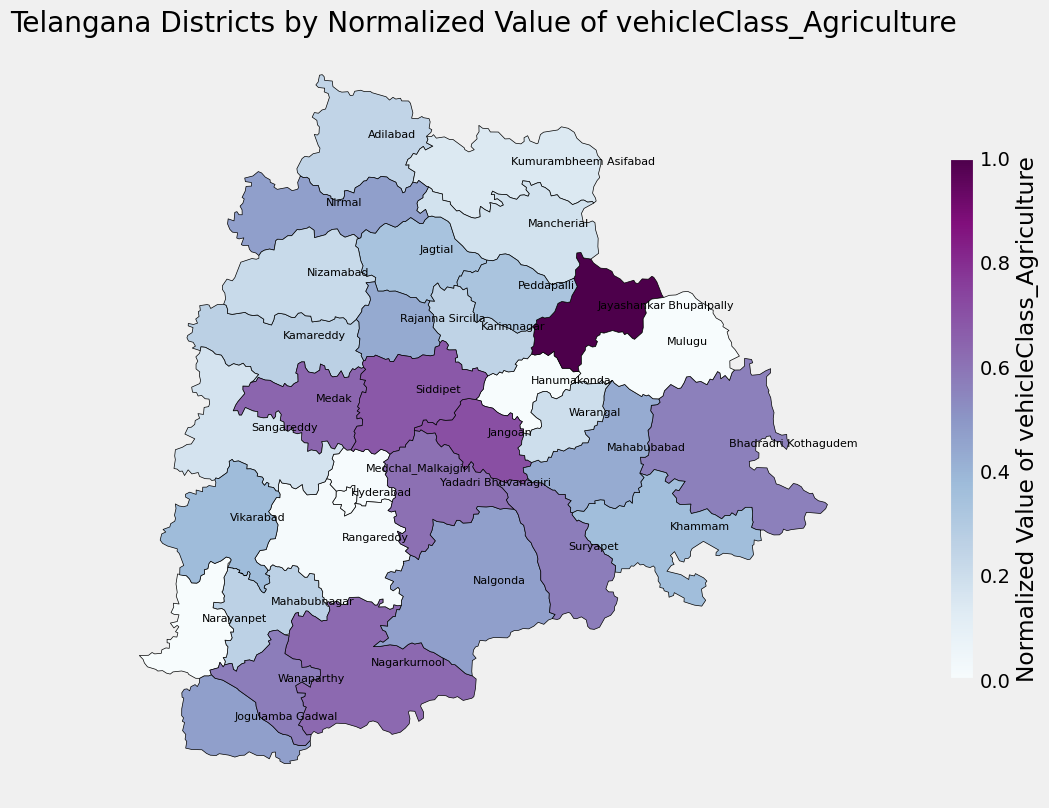 Telangana Districts by Normalized Value of vehicleClass_Agriculture
Adilabad
Kumurambheem Asifabad
Nirmal
Mancherial
Jagtial
Nizamabad
Peddapalli
Jayashankar Bhupalpally
Rajanna Sircilla
Karimnagar
Kamareddy
Mulugu
Hanumakonda
Siddipet
Medak
Warangal
Sangareddy
Jangoan
Bhadradri Kothagudem
Mahabubabad
Medchal_Malkajgiri
Yadadri Bhuvanagiri
Hyderabad
Vikarabad
Khammam
Rangareddy
Suryapet
Nalgonda
Mahabubnagar
Narayanpet
Nagarkurnool
Wanaparthy
Jogulamba Gadwal
1.0
0.8
0.6
0.4
0.2
0.0
Normalized Value of vehicleClass_Agriculture